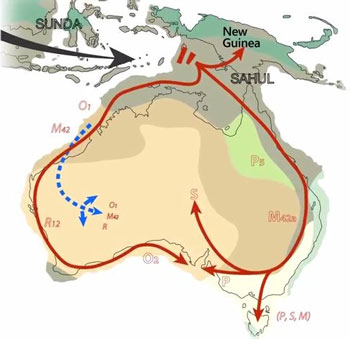 SUNDA
New
Guinea
SAHUL
O1
M42
P5
S
O1
M42
R
R12
M42a
O2
P
(P, S, M)